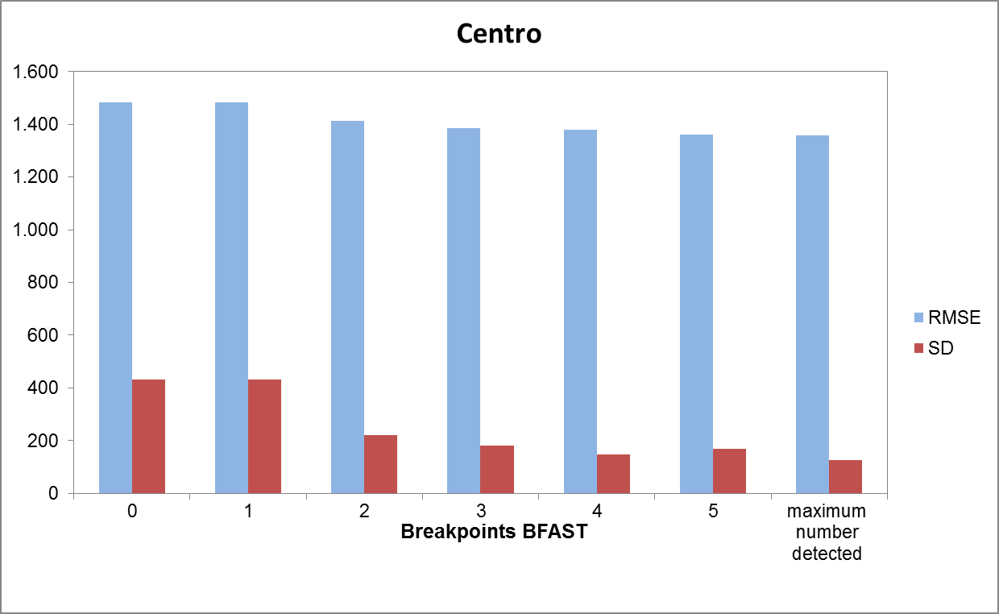 Centro
1.600
1.400
1.200
1.000
800
600
400
200
0
0 1 2 3 4 5 maximum
number
detected
Breakpoints BFAST
RMSE
SD